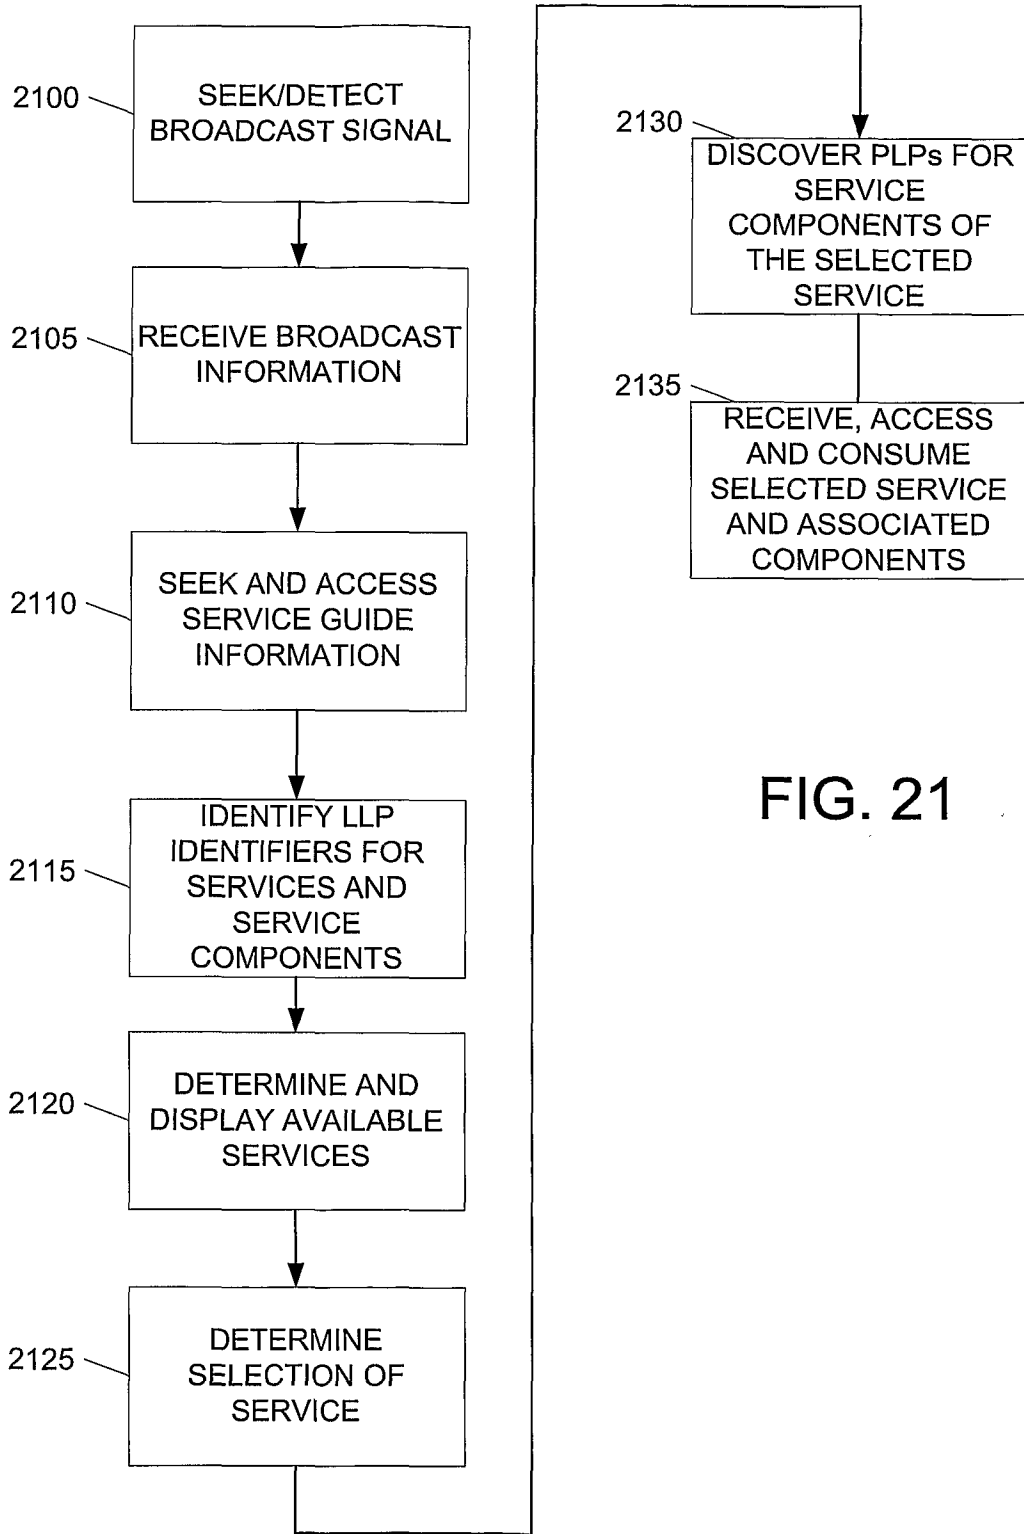 2100
SEEK/DETECT
BROADCAST SIGNAL
2105
RECEIVE BROADCAST
INFORMATION
2110
SEEK AND ACCESS
SERVICE GUIDE
INFORMATION
2115
IDENTIFY LLP
IDENTIFIERS FOR
SERVICES AND
SERVICE
COMPONENTS
2120
DETERMINE AND
DISPLAY AVAILABLE
SERVICES
2125
DETERMINE
SELECTION OF
SERVICE
2130
DISCOVER PLPs FOR
SERVICE
COMPONENTS OF
THE SELECTED
SERVICE
2135
RECEIVE, ACCESS
AND CONSUME
SELECTED SERVICE
AND ASSOCIATED
COMPONENTS
FIG. 21